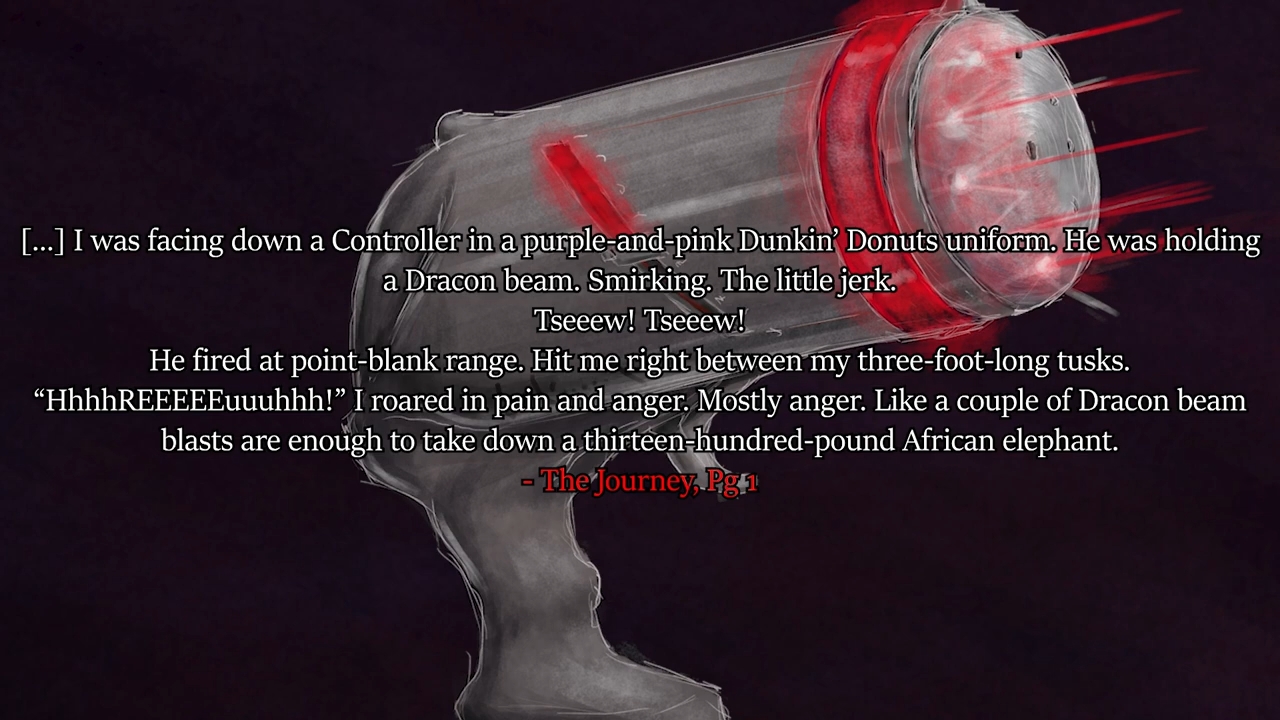 [...] I was facing down a Controller in a purple-and-pink Dunkin’ Donuts uniform. He was holding
a Dracon beam. Smirking. The little jerk.
Tseeew! Tseeew!
He fired at point-blank range. Hit me right between my three-foot-long tusks.
“HhhhREEEEEuuuhhh!” I roared in pain and anger. Mostly anger. Like a couple of Dracon beam
blasts are enough to take down a thirteen-hundred-pound African elephant.
- The Journey, Pg 1